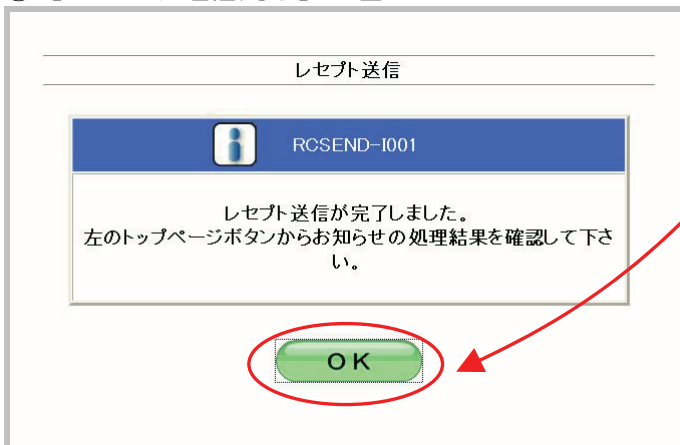 レセプト送信
RCSEND-I001
レセプト送信が完了しました。
左のトップページボタンからお知らせの処理結果を確認して下さ
い。
OK